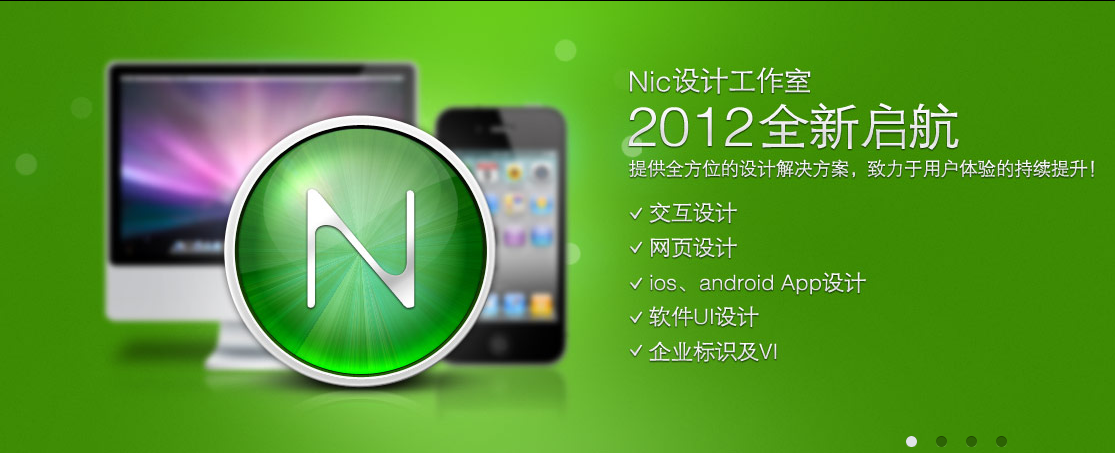 N
Nic设计工作室
2012全新启航
提供全方位的设计解决方案，致力于用户体验的持续提升！
交互设计
网页设计
ios、android App设计
软件UI设计
企业标识及VI